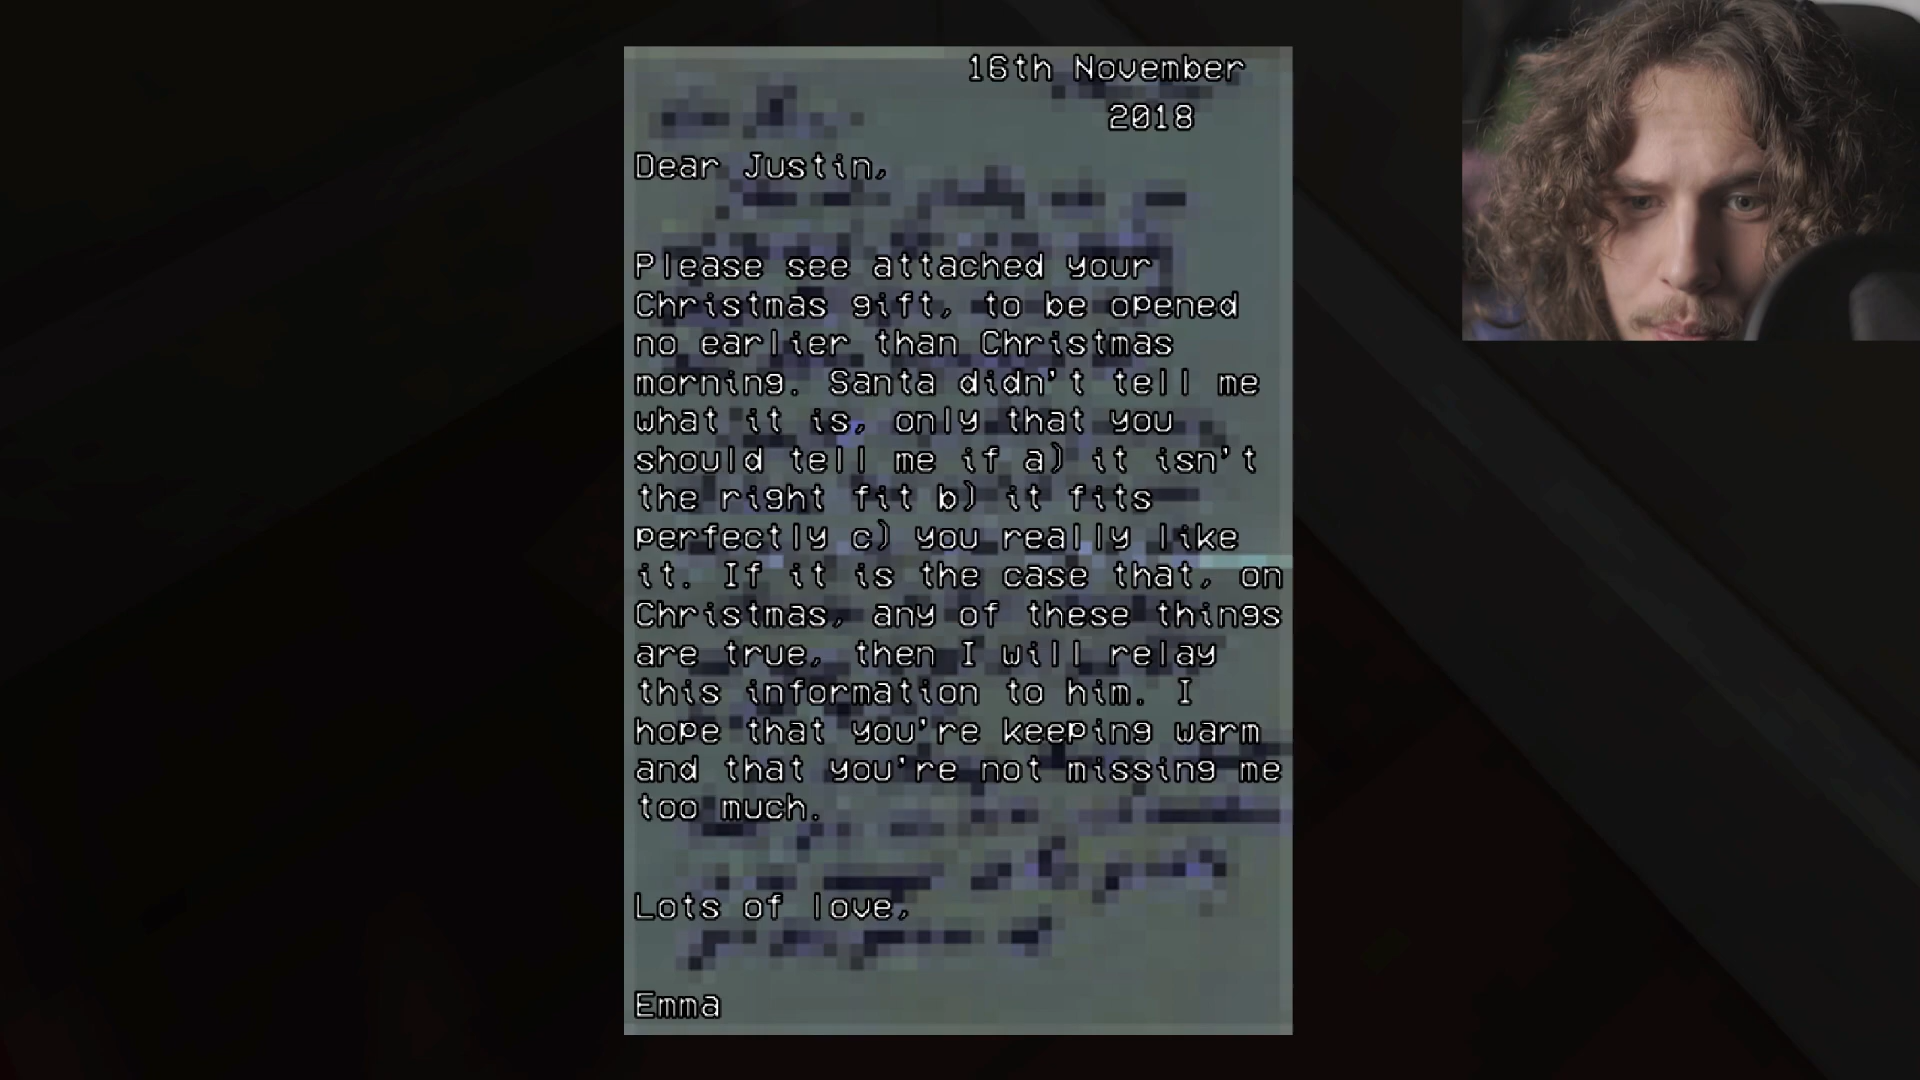 16th November
2018
Dear Justin,
Please see attached your
Christmas gift, to be opened
no earlier than Christmas
morning. Santa didn't tell me
what it is, only that you
should tell me if a) it isn't
the right fit b) it fits
perfectly c) you really like
it. If it is the case that, on
Christmas, any of these things
are true, then I will relay
this information to him. I
hope that you're keeping warm
and that you're not missing me
too much.
Lots of love,
Emma